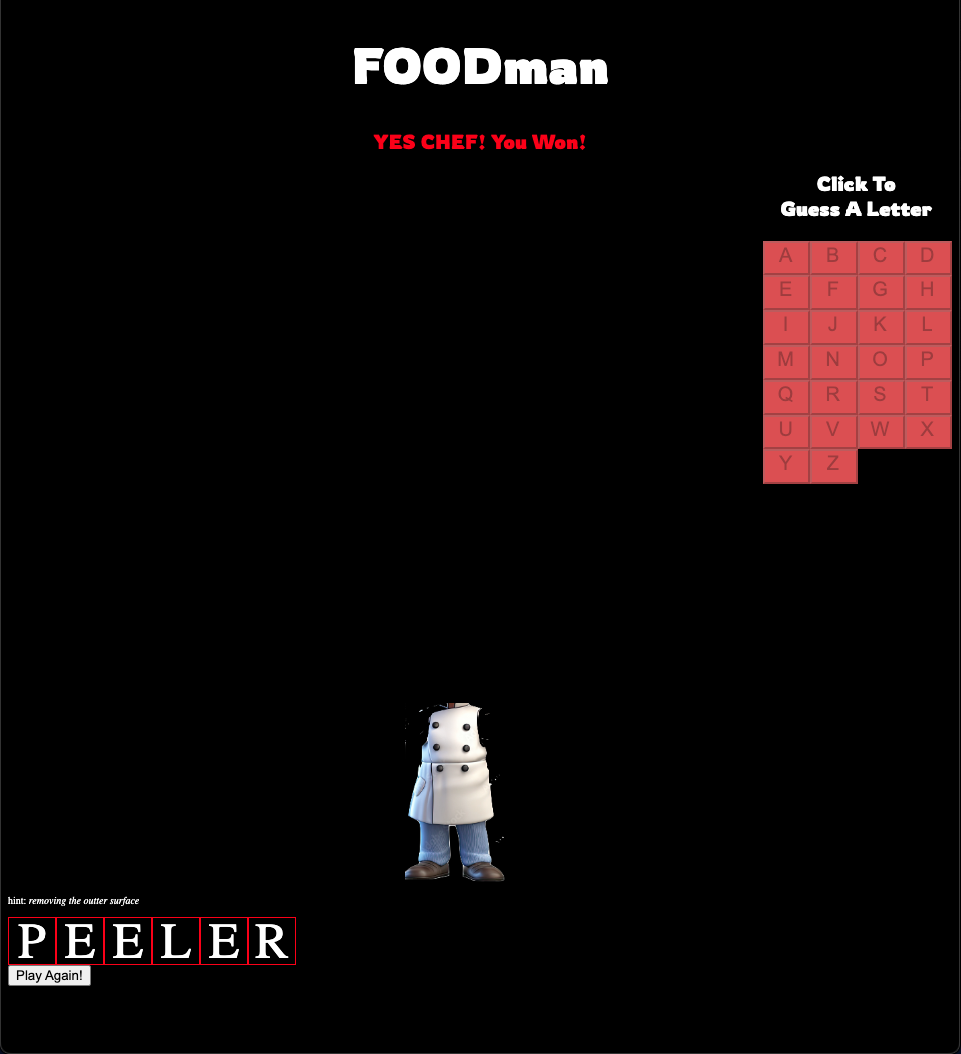 FOODman
YES CHEF! You Won!
Click To
Guess A Letter
A B C D
E F G H
I J K L
M N O P
Q R S T
U V W X
Y Z
hint: removing the outter surface
P E E L E R
Play Again!